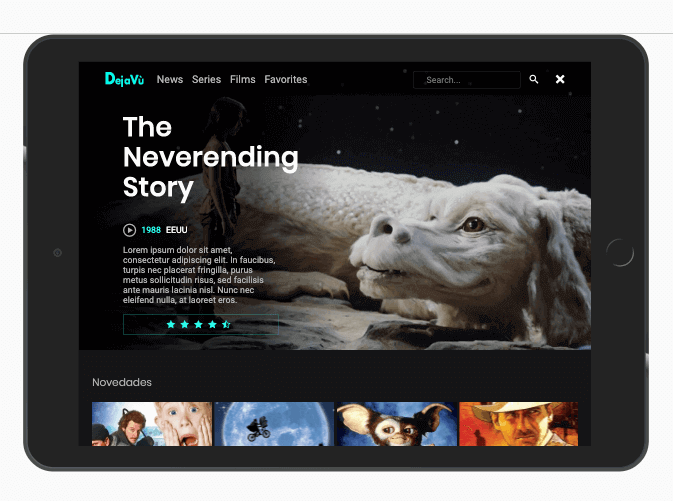 DejaVù News Series Films Favorites Search...
The
Neverending
Story
1988 EEUU
Lorem ipsum dolor sit amet,
consectetur adipiscing elit. In faucibus,
turpis nec placerat fringilla, purus
metus sollicitudin risus, sed facilisis
ante mauris lacinia nisl. Nunc nec
eleifend nulla, at laoreet eros.
Novedades